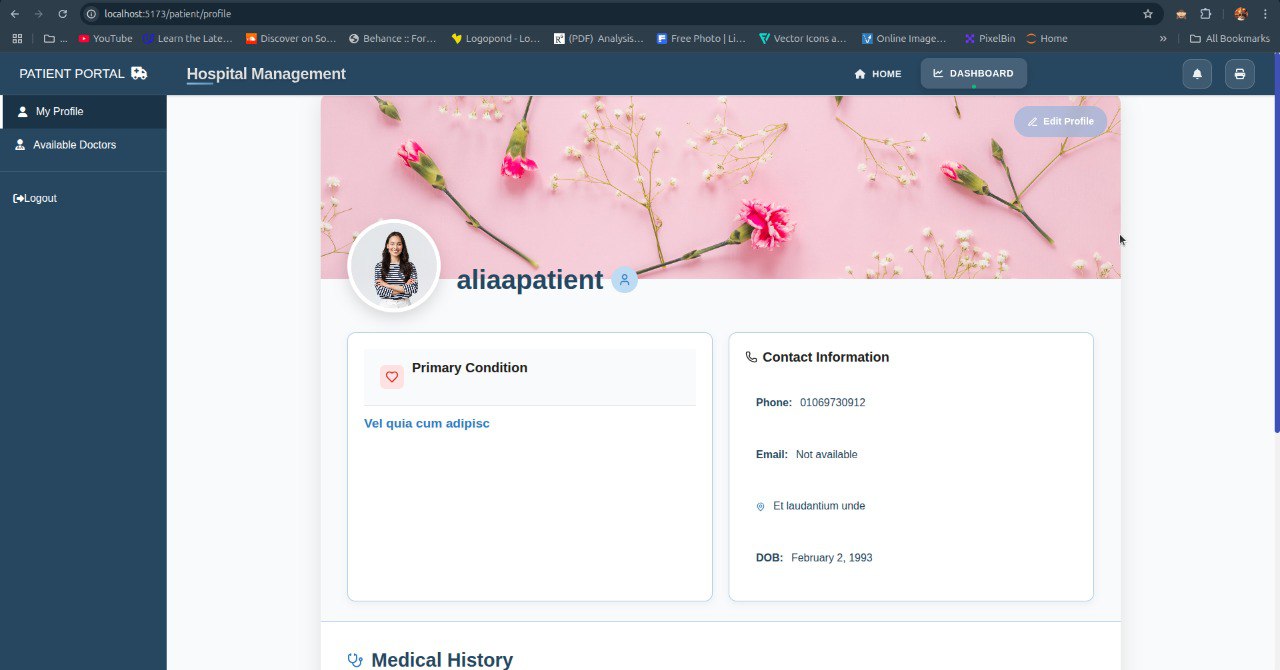 localhost:5173/patient/profile
... YouTube Learn the Late... Discover on So... Behance :: For... Logopond - Lo... (PDF) Analysis... Free Photo | Li... Vector Icons a... Online Image... PixelBin Home » All Bookmarks
PATIENT PORTAL Hospital Management HOME DASHBOARD
My Profile
Available Doctors
Logout
Edit Profile
aliaapatient
Primary Condition
Vel quia cum adipisc
Contact Information
Phone: 01069730912
Email: Not available
Et laudantium unde
DOB: February 2, 1993
Medical History